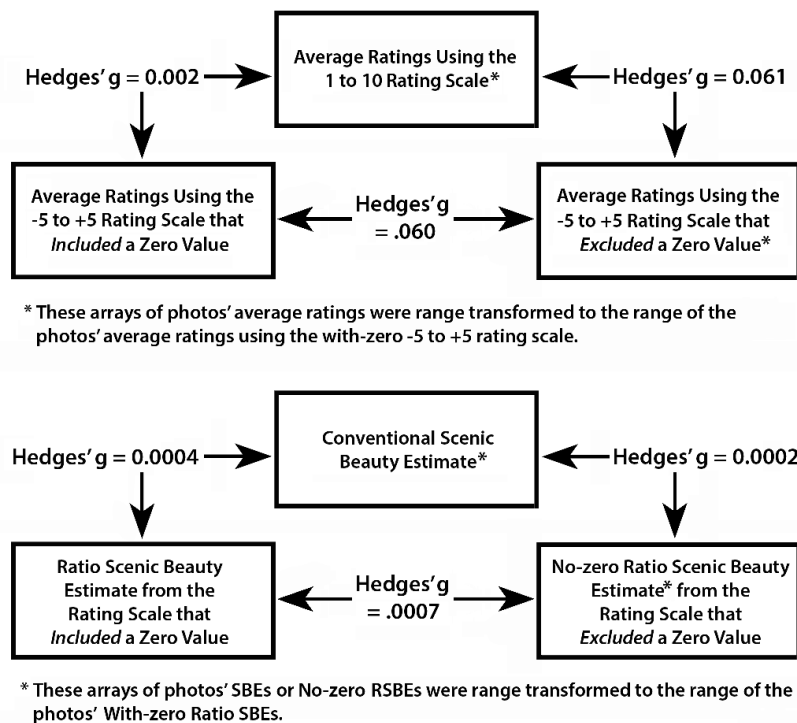 Average Ratings Using the
1 to 10 Rating Scale*
Hedges' g = 0.002
Hedges' g = 0.061
Average Ratings Using the
-5 to +5 Rating Scale that
Included a Zero Value
Hedges'g
= .060
Average Ratings Using the
-5 to +5 Rating Scale that
Excluded a Zero Value*
* These arrays of photos' average ratings were range transformed to the range of the
photos' average ratings using the with-zero -5 to +5 rating scale.
Conventional Scenic
Beauty Estimate*
Hedges' g = 0.0004
Hedges' g = 0.0002
Ratio Scenic Beauty
Estimate from the
Rating Scale that
Included a Zero Value
Hedges'g
= .0007
No-zero Ratio Scenic Beauty
Estimate* from the
Rating Scale that
Excluded a Zero Value
* These arrays of photos' SBEs or No-zero RSBEs were range transformed to the range of the
photos' With-zero Ratio SBEs.